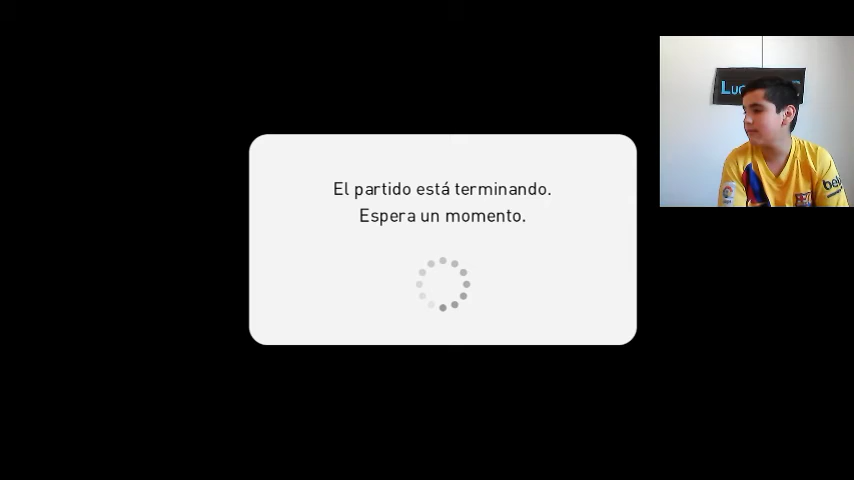 El partido está terminando.
Espera un momento.